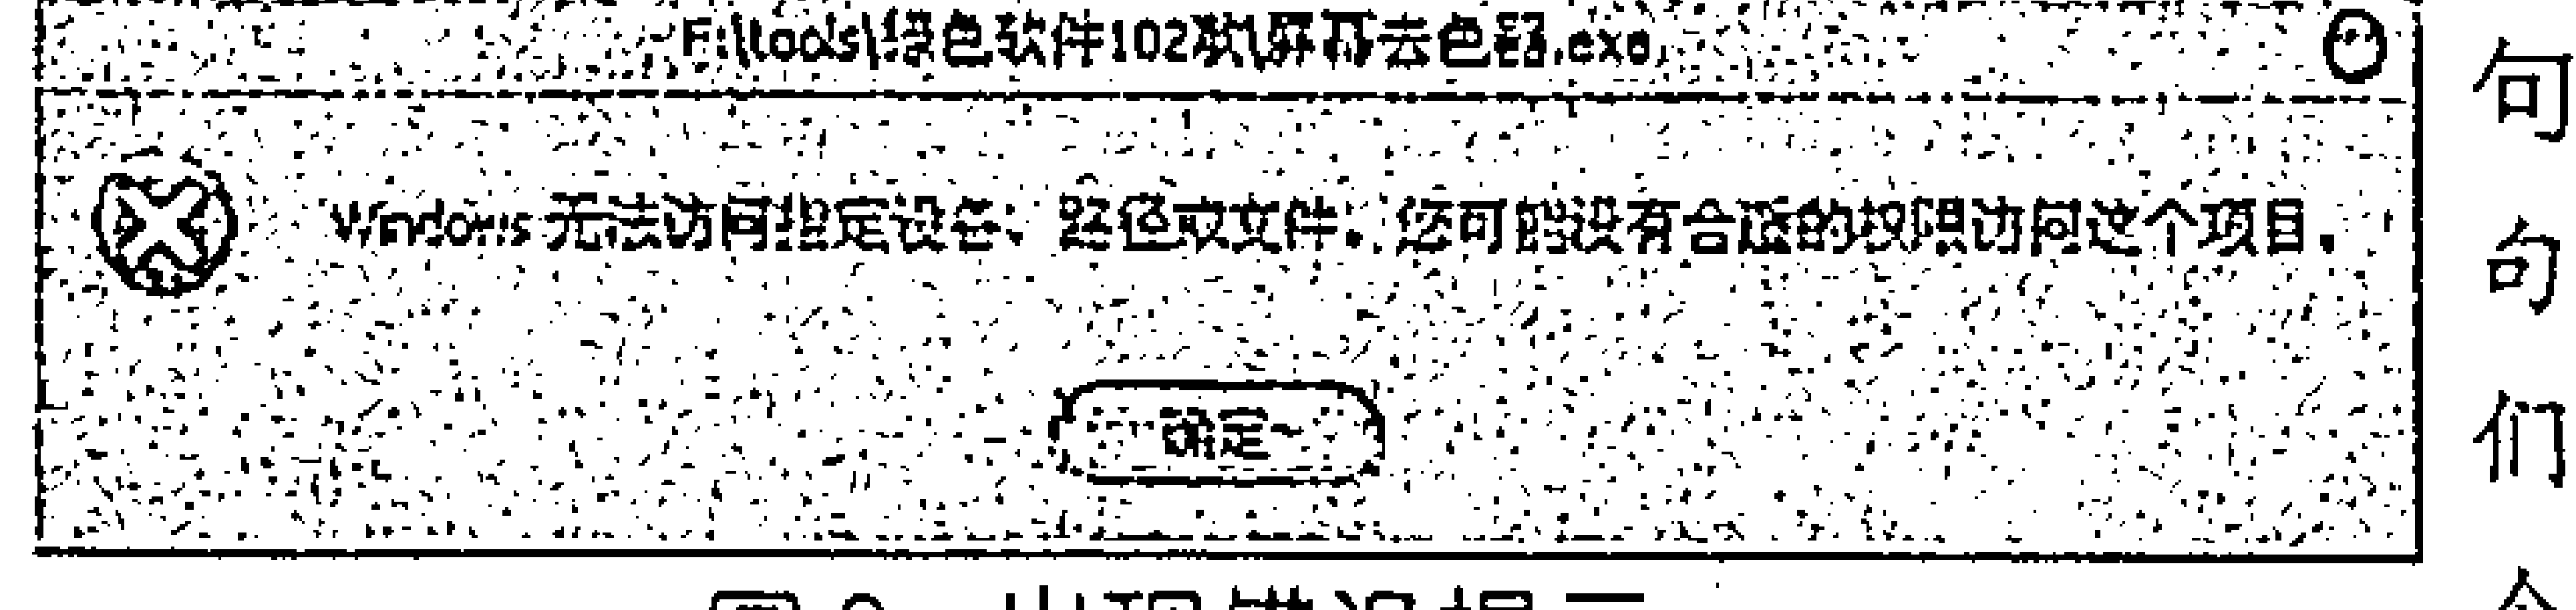 F:\tools\绿色软件102款\屏幕去色器.exe
Windows 无法访问指定设备、路径或文件。您可能没有合适的权限访问这个项目。
确定
句
句
们